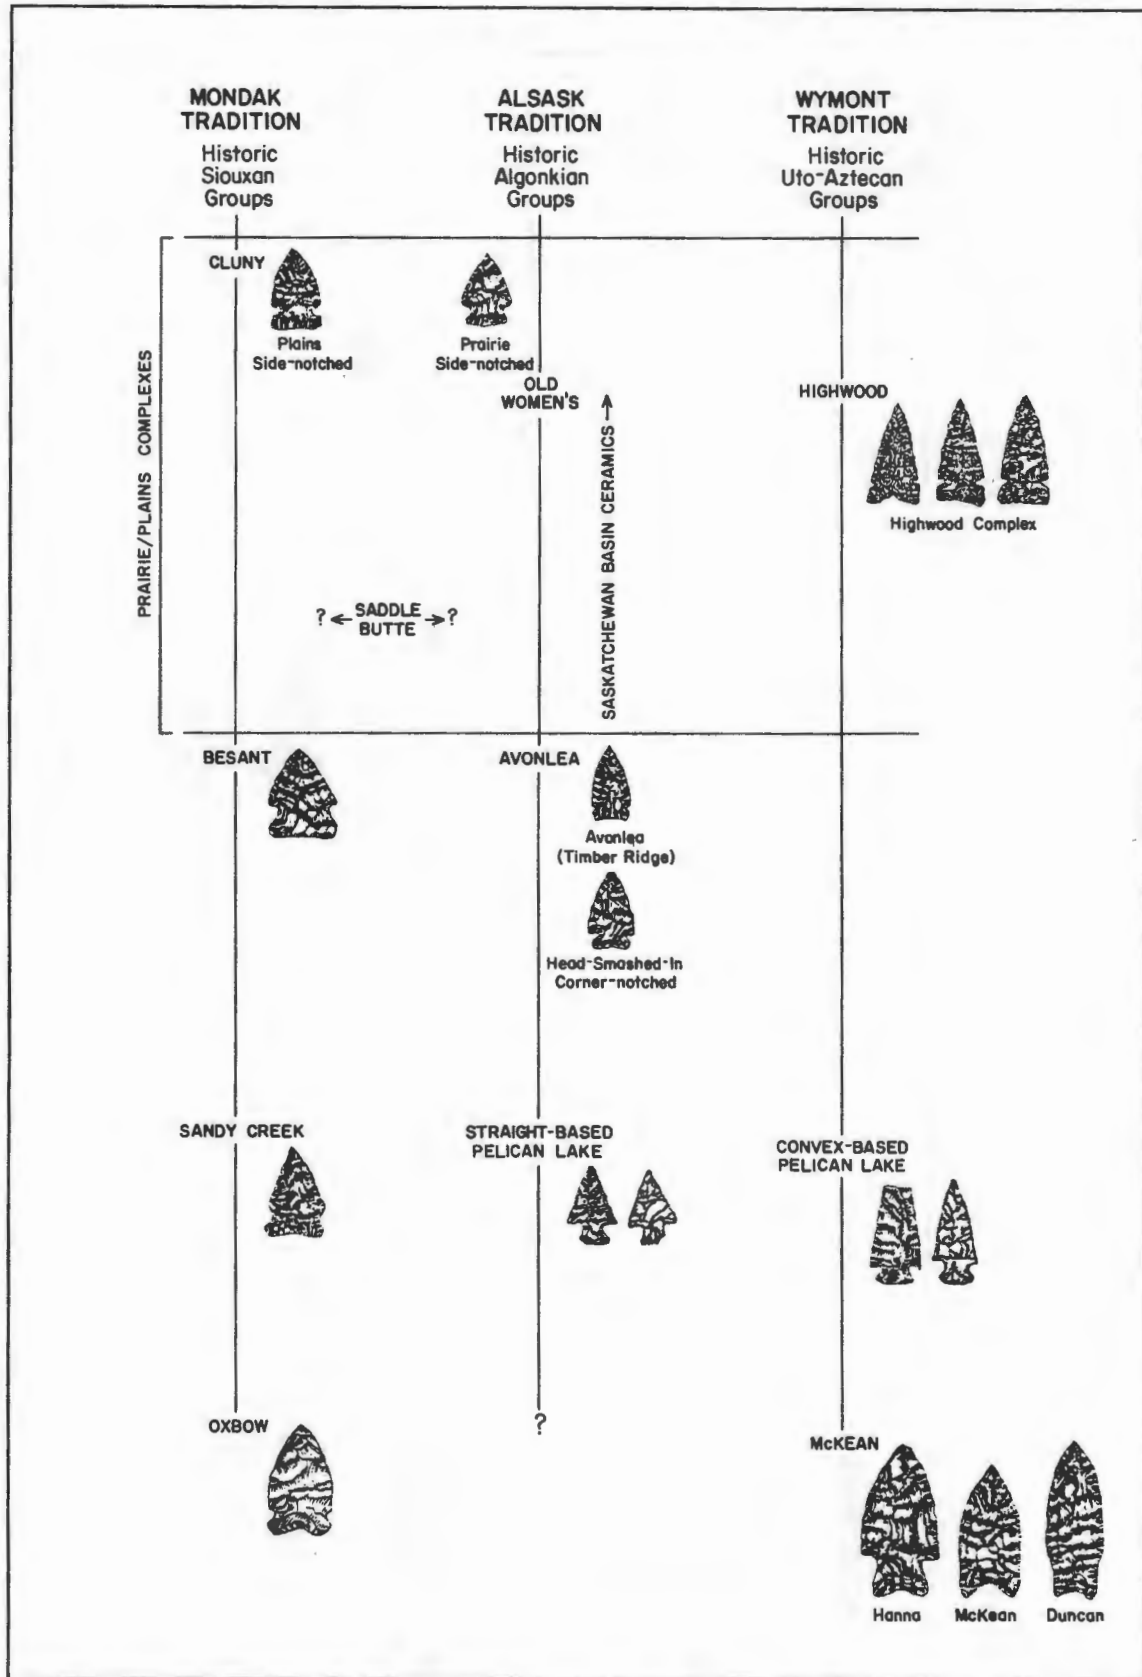 MONDAK
TRADITION
Historic
Siouxan
Groups
ALSASK
TRADITION
Historic
Algonkian
Groups
WYMONT
TRADITION
Historic
Uto-Aztecan
Groups
PRAIRIE/PLAINS COMPLEXES
CLUNY
Plains
Side-notched
Prairie
Side-notched
OLD
WOMEN'S
SASKATCHEWAN BASIN CERAMICS
HIGHWOOD
Highwood Complex
? SADDLE ?
BUTTE
BESANT
AVONLEA
Avonlea
(Timber Ridge)
Head-Smashed-In
Corner-notched
SANDY CREEK
STRAIGHT-BASED
PELICAN LAKE
CONVEX-BASED
PELICAN LAKE
OXBOW
?
McKEAN
Hanna
McKean
Duncan